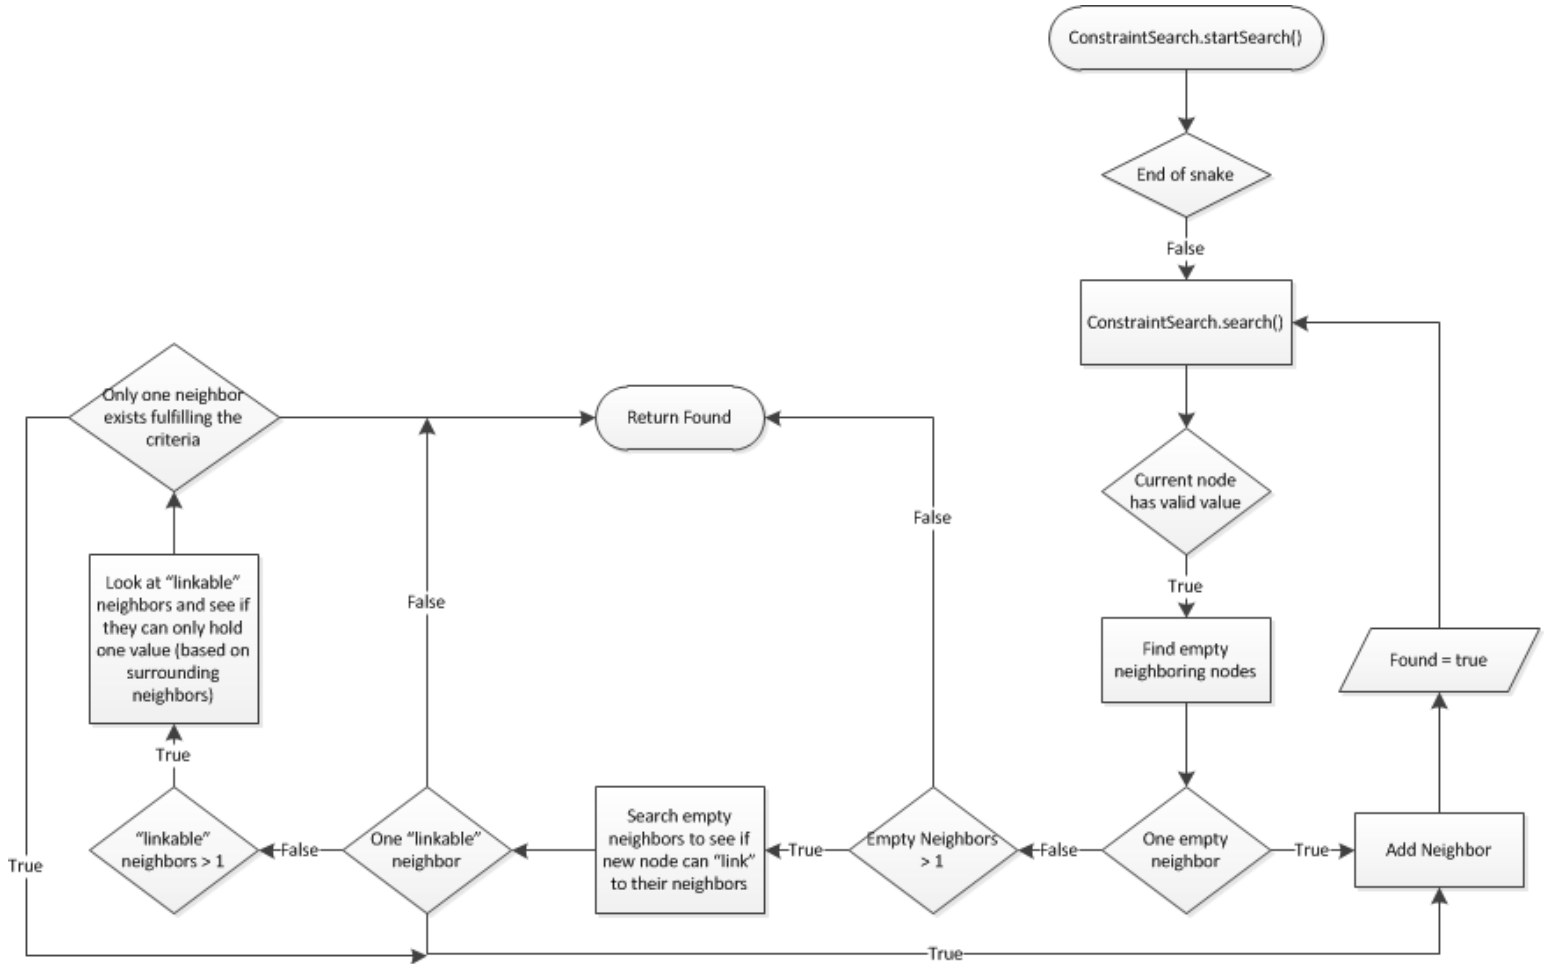 ConstraintSearch.startSearch()
End of snake
False
ConstraintSearch.search()
Only one neighbor
exists fulfilling the
criteria
Return Found
Current node
has valid value
False
True
Look at “linkable”
neighbors and see if
they can only hold
one value (based on
surrounding
neighbors)
False
Find empty
neighboring nodes
Found = true
True
“linkable”
neighbors > 1
False
One “linkable”
neighbor
Search empty
neighbors to see if
new node can “link”
to their neighbors
True
Empty Neighbors
> 1
False
One empty
neighbor
True
Add Neighbor
True
True